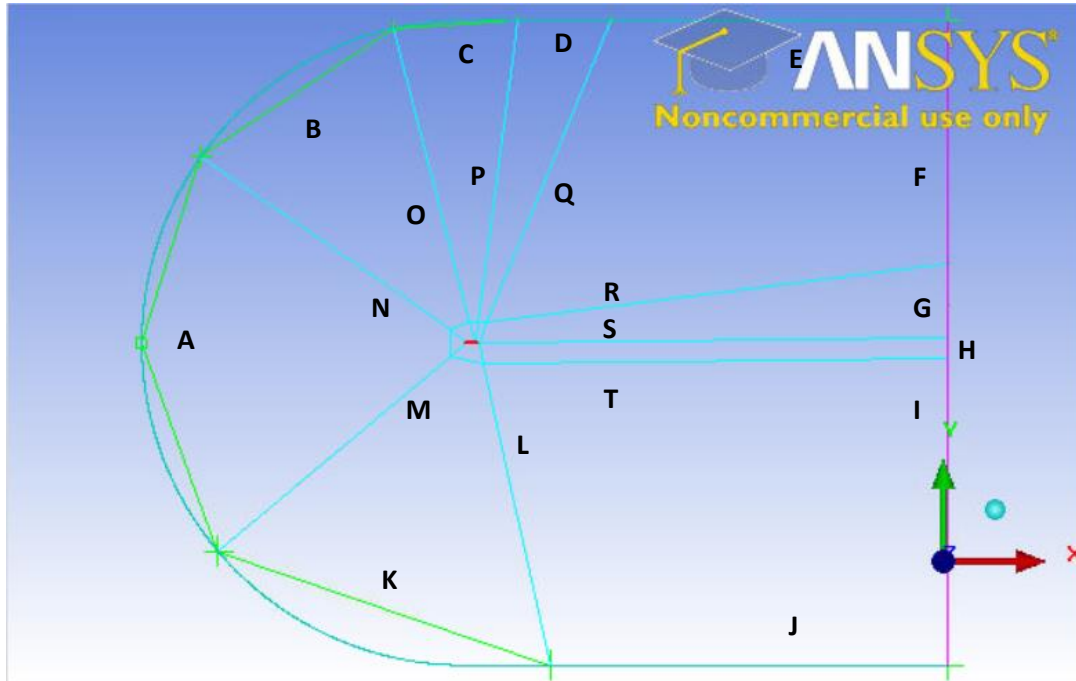 C D E
ANSYS®
Noncommercial use only
B
P Q F
O
N R G
A S H
M T I
L Y
Z X
K
J